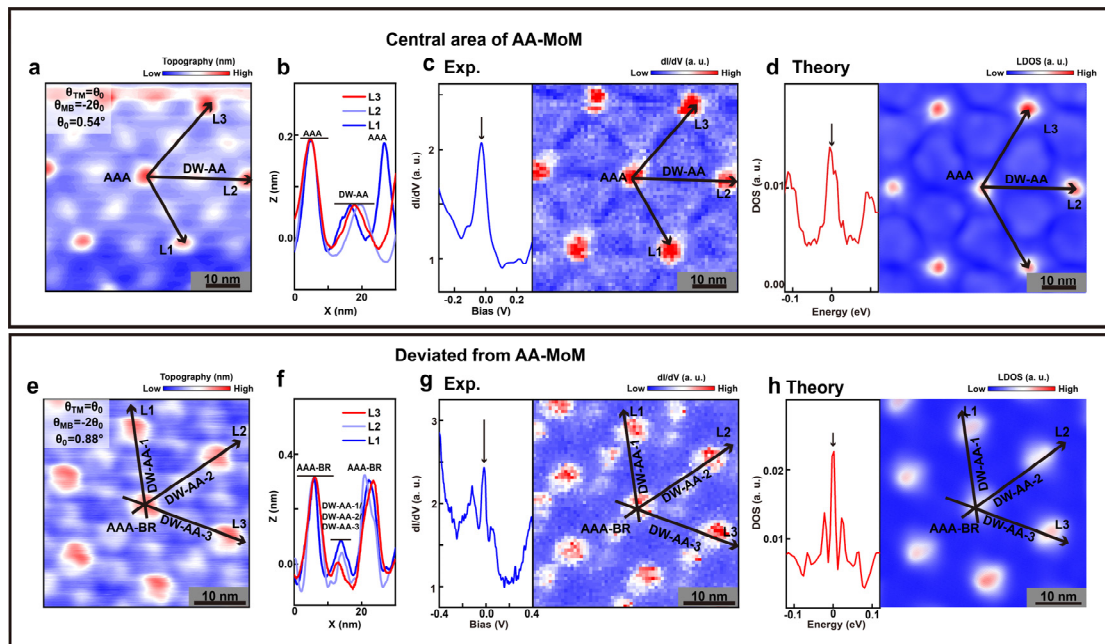 Central area of AA-MoM
a
Topography (nm)
Low
High
θTM=θ0
θMB=-2θ0
θ0=0.54°
L3
AAA
DW-AA
L2
L1
10 nm
b
L3
L2
L1
AAA
AAA
DW-AA
Z (nm)
0.2
0.1
0.0
0
20
X (nm)
c
Exp.
dI/dV (a. u.)
Low
High
dI/dV (a. u.)
2
1
0.0
0.3
Bias (V)
L3
AAA
DW-AA
L2
L1
10 nm
d
Theory
LDOS (a. u.)
Low
High
DOS (a. u.)
0.01
0.00
-0.1
0
0.1
Energy (eV)
L3
AAA
DW-AA
L2
L1
10 nm
Deviated from AA-MoM
e
Topography (nm)
Low
High
θTM=θ0
θMB=-2θ0
θ0=0.88°
L1
L2
DW-AA-1
DW-AA-2
AAA-BR
DW-AA-3
L3
10 nm
f
L3
L2
L1
AAA-BR
AAA-BR
DW-AA-1/
DW-AA-2/
DW-AA-3
Z (nm)
0.4
0.0
0
20
X (nm)
g
Exp.
dI/dV (a. u.)
Low
High
dI/dV (a. u.)
3
2
1
-0.4
0.0
0.4
Bias (V)
L1
L2
DW-AA-1
DW-AA-2
AAA-BR
DW-AA-3
L3
10 nm
h
Theory
LDOS (a. u.)
Low
High
DOS (a. u.)
0.02
0.01
-0.1
0
0.1
Energy (eV)
L1
L2
DW-AA-1
DW-AA-2
AAA-BR
DW-AA-3
L3
10 nm